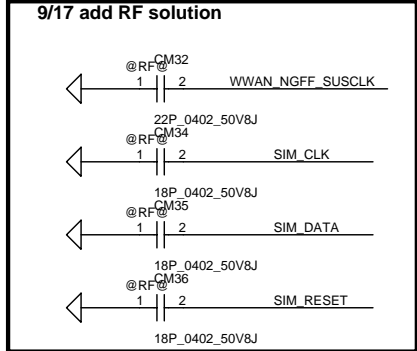 9/17 add RF solution
CM32
@RF@
1 2 WWAN_NGFF_SUSCLK
22P_0402_50V8J
CM34
@RF@
1 2 SIM_CLK
18P_0402_50V8J
CM35
@RF@
1 2 SIM_DATA
18P_0402_50V8J
CM36
@RF@
1 2 SIM_RESET
18P_0402_50V8J